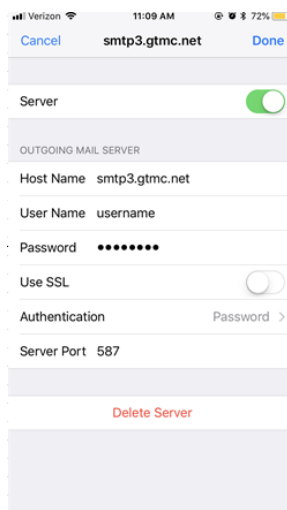 Verizon 11:09 AM 72%
Cancel smtp3.gtmc.net Done
Server
OUTGOING MAIL SERVER
Host Name smtp3.gtmc.net
User Name username
Password ••••••••
Use SSL
Authentication Password >
Server Port 587
Delete Server